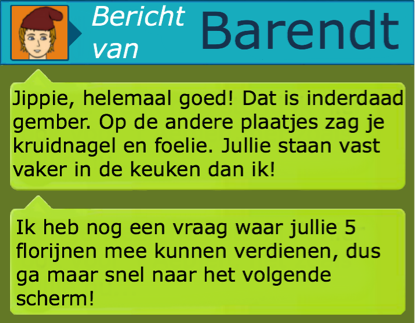 Bericht
van
Barendt
Jippie, helemaal goed! Dat is inderdaad
gember. Op de andere plaatjes zag je
kruidnagel en foelie. Jullie staan vast
vaker in de keuken dan ik!
Ik heb nog een vraag waar jullie 5
florijnen mee kunnen verdienen, dus
ga maar snel naar het volgende
scherm!